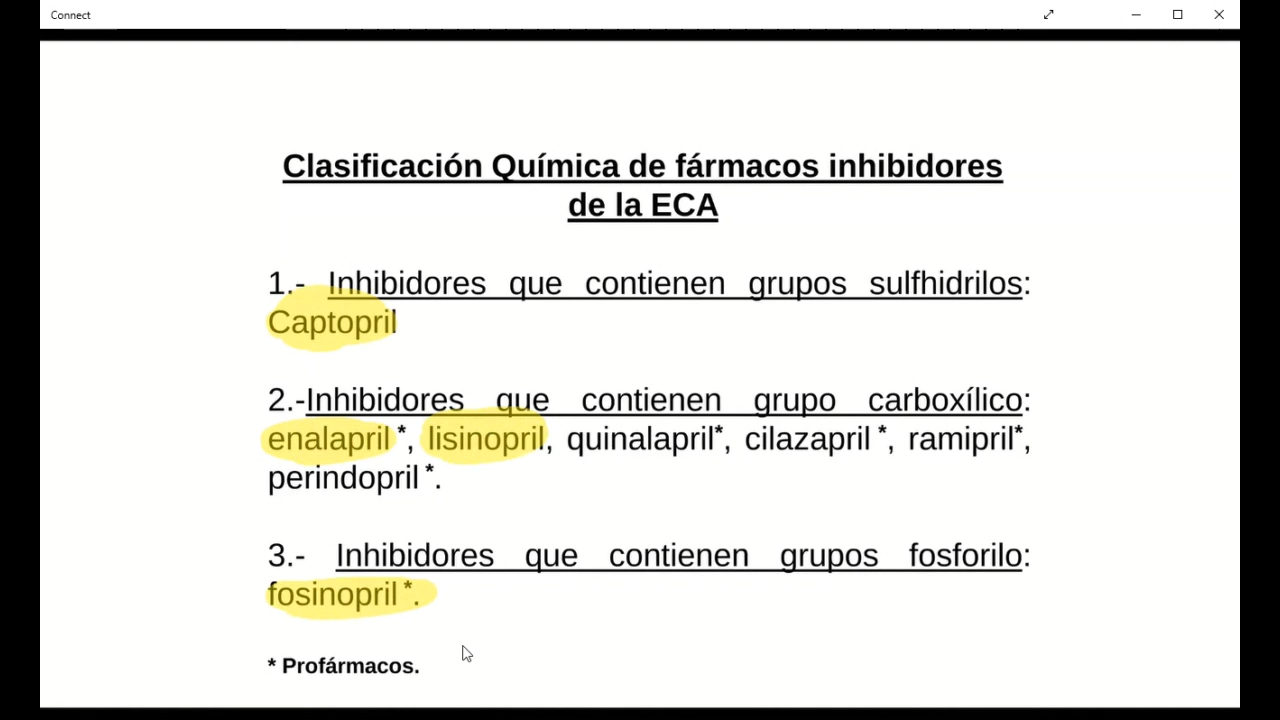 Connect
Clasificación Química de fármacos inhibidores
de la ECA
1.- Inhibidores que contienen grupos sulfhidrilos:
Captopril
2.-Inhibidores que contienen grupo carboxílico:
enalapril *, lisinopril, quinalapril*, cilazapril *, ramipril*,
perindopril *.
3.- Inhibidores que contienen grupos fosforilo:
fosinopril *.
* Profármacos.